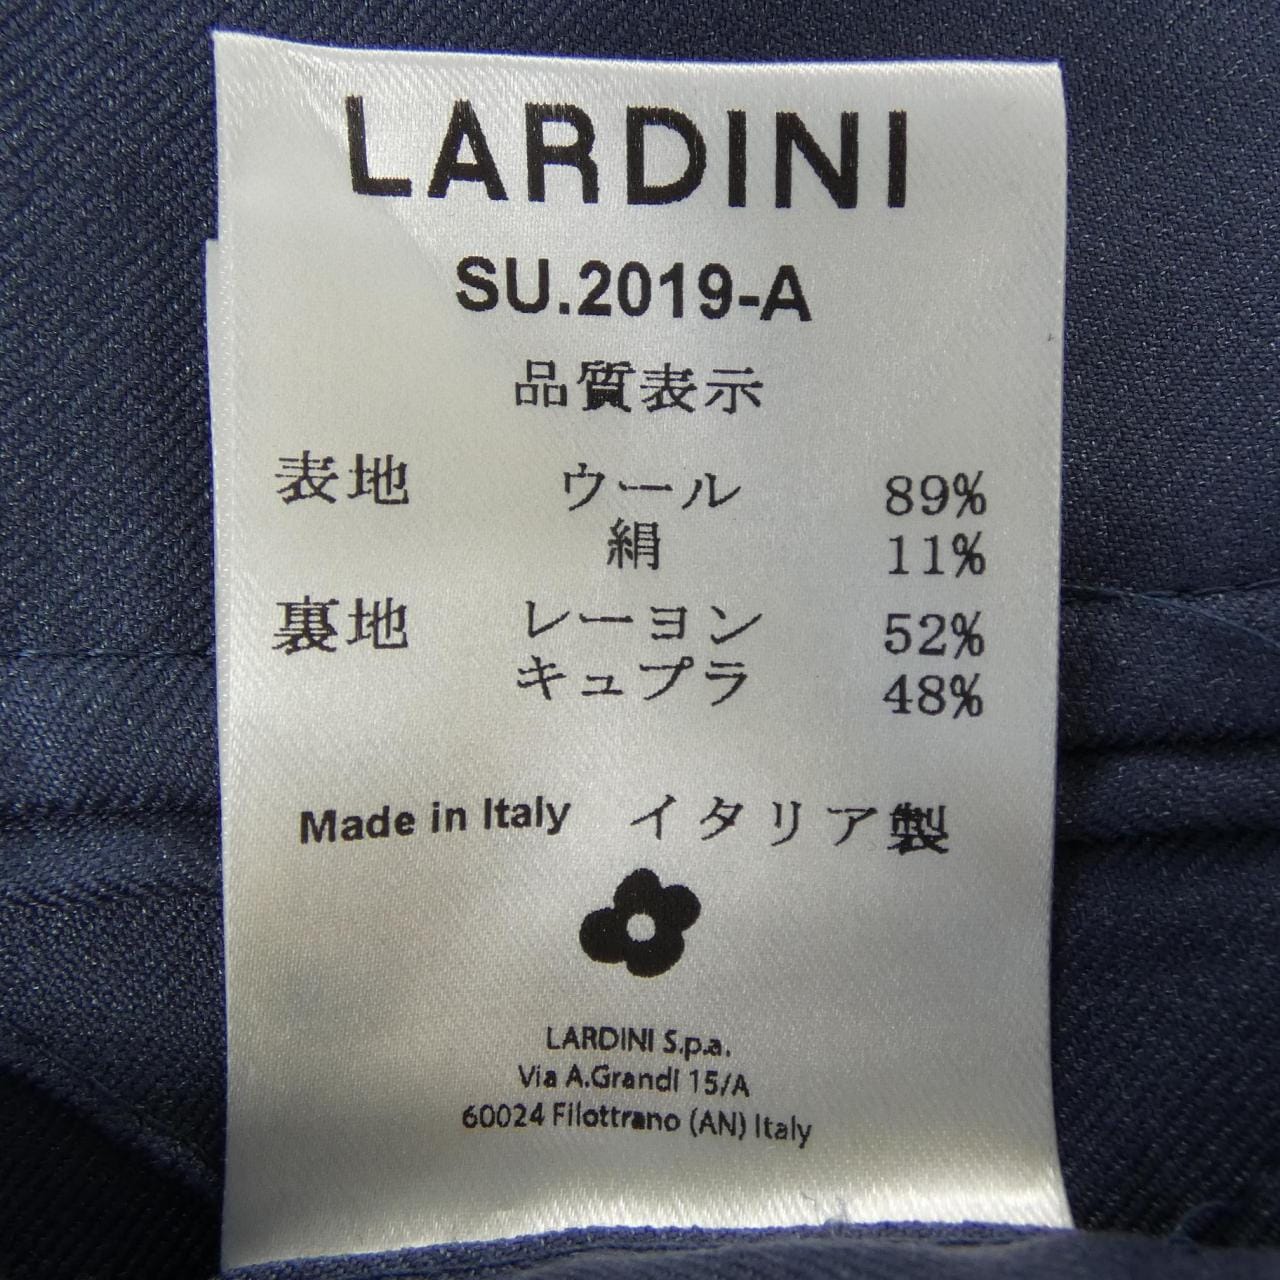 LARDINI
SU.2019-A
品質表示
表地 ウール 89%
絹 11%
裏地 レーヨン 52%
キュプラ 48%
Made in Italy イタリア製
LARDINI S.p.a.
Via A.Grandi 15/A
60024 Filottrano (AN) Italy